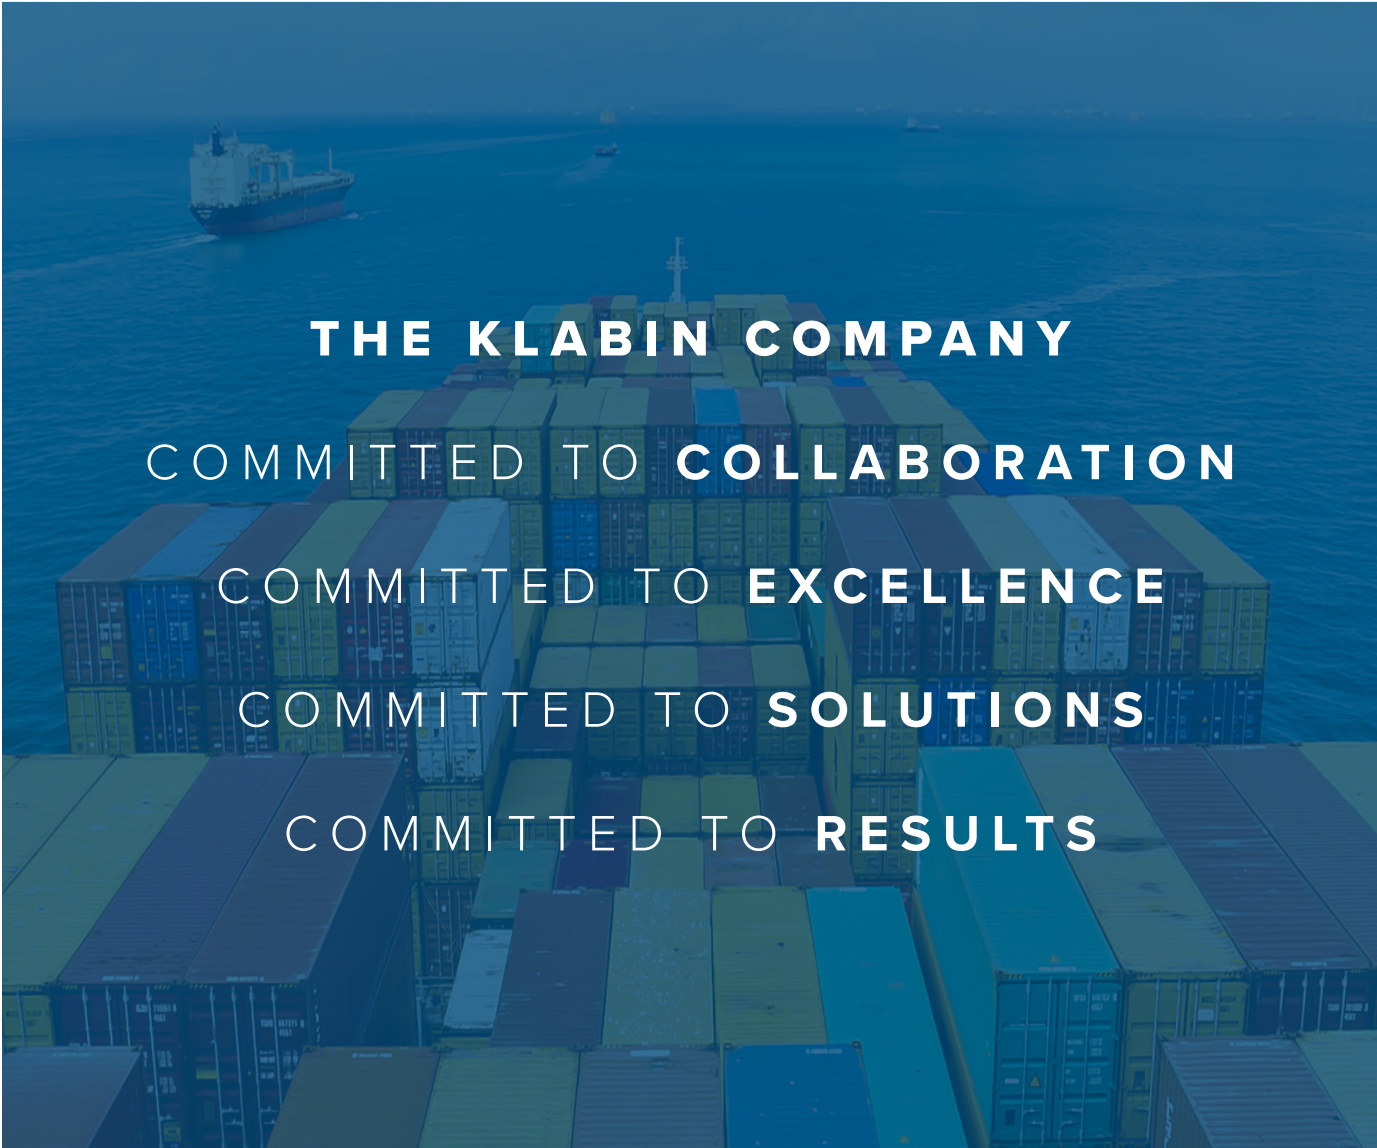 THE KLABIN COMPANY
COMMITTED TO COLLABORATION
COMMITTED TO EXCELLENCE
COMMITTED TO SOLUTIONS
COMMITTED TO RESULTS